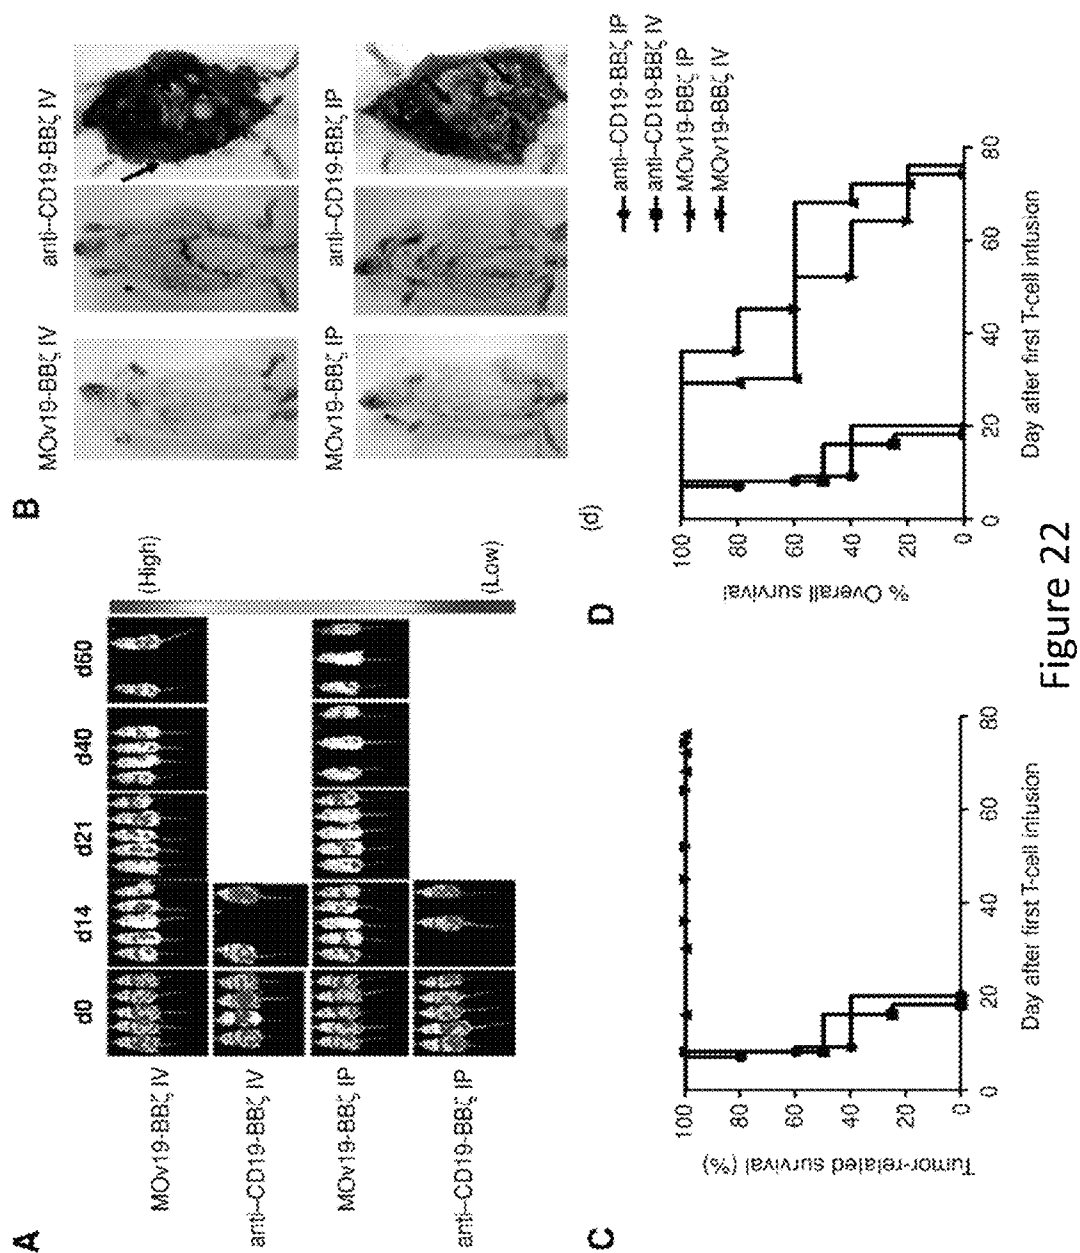 A
d0 d14 d21 d40 d60
MOv19-BBζ IV
(High)
anti-CD19-BBζ IV
MOv19-BBζ IP
anti-CD19-BBζ IP
(Low)
B
MOv19-BBζ IV anti-CD19-BBζ IV
MOv19-BBζ IP anti-CD19-BBζ IP
C
Tumor-related survival (%)
100
80
60
40
20
0
0 20 40 60 80
Day after first T-cell infusion
(d)
D
% Overall survival
100
80
60
40
20
0
0 20 40 60 80
Day after first T-cell infusion
anti-CD19-BBζ IP
anti-CD19-BBζ IV
MOv19-BBζ IP
MOv19-BBζ IV
Figure 22